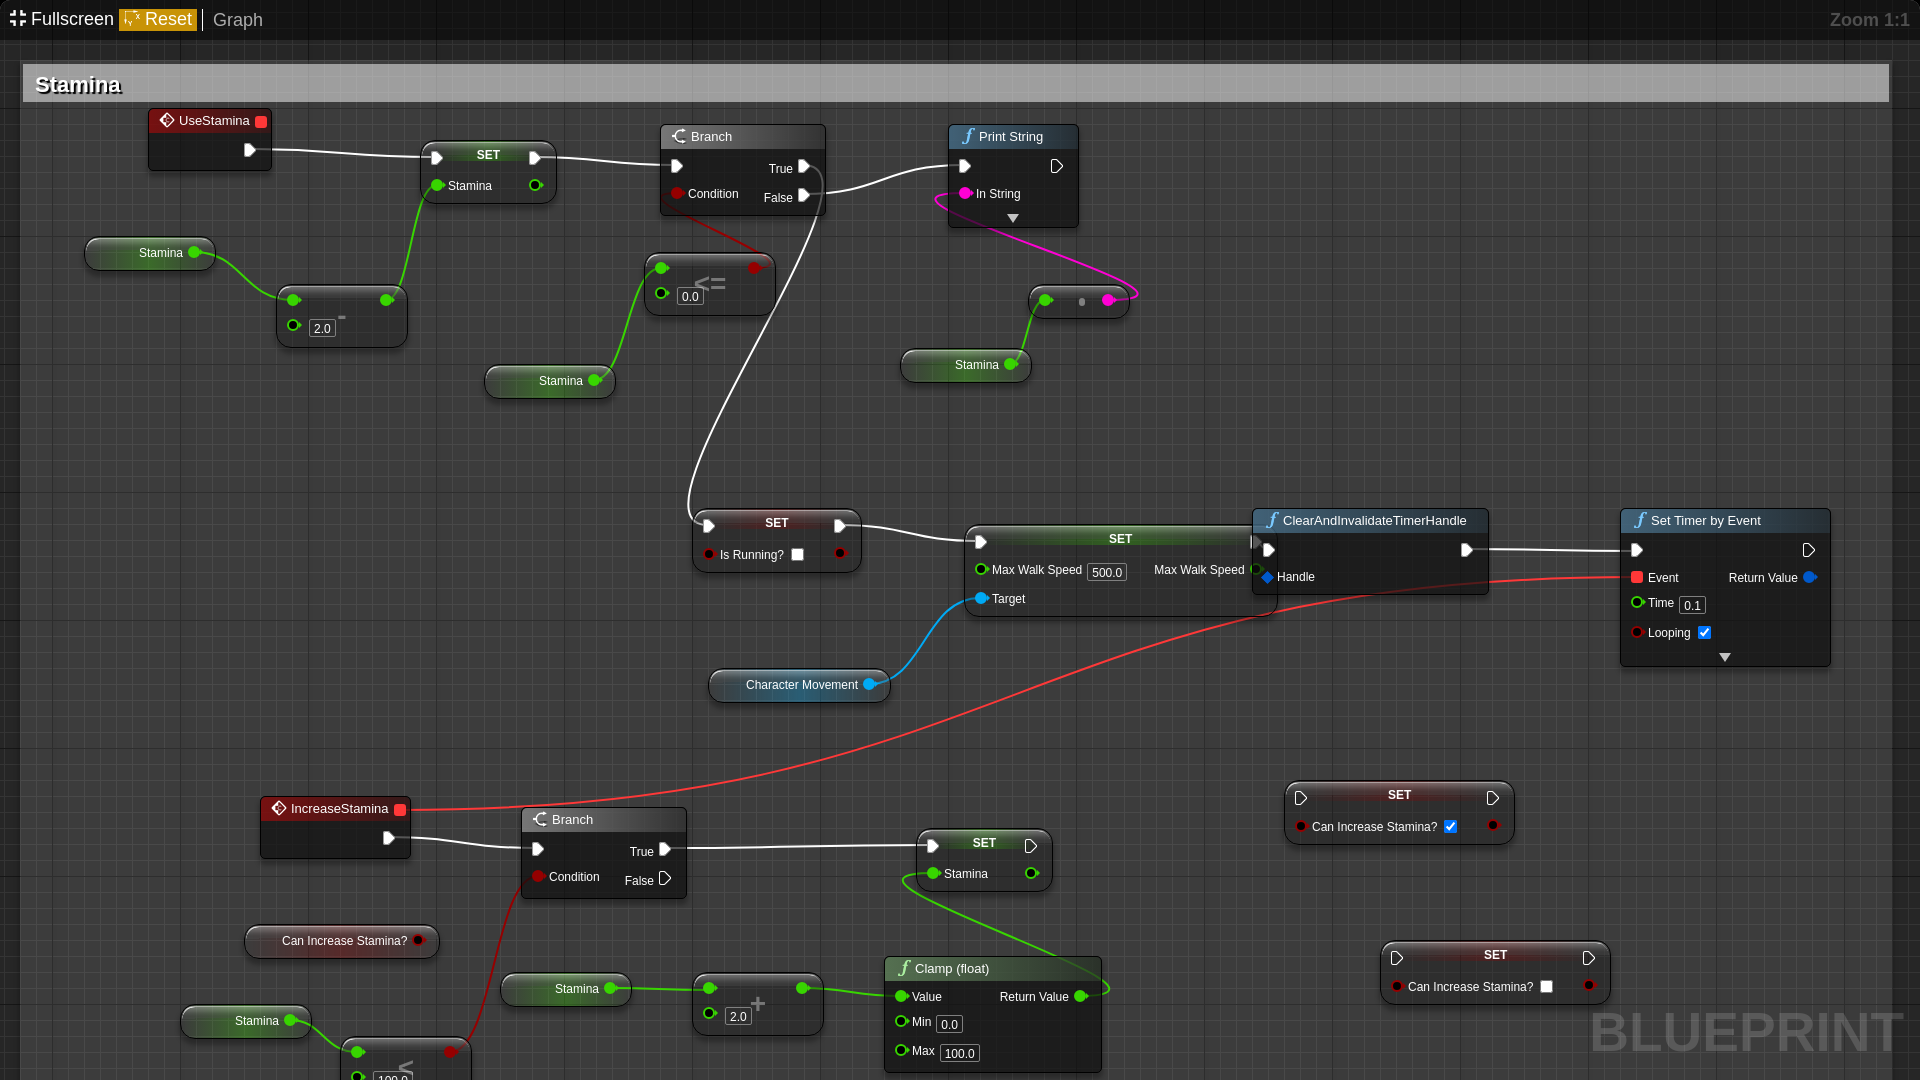 Fullscreen Reset Graph Zoom 1:1
Stamina
UseStamina
SET
Stamina
Branch
True
Condition
False
Print String
In String
Stamina
2.0
-
<=
0.0
Stamina
Stamina
SET
Is Running?
SET
Max Walk Speed 500.0 Max Walk Speed
Target
ClearAndInvalidateTimerHandle
Handle
Set Timer by Event
Event Return Value
Time 0.1
Looping
Character Movement
IncreaseStamina
Branch
True
Condition
False
SET
Stamina
SET
Can Increase Stamina?
Can Increase Stamina?
Stamina
+
2.0
Clamp (float)
Value Return Value
Min 0.0
Max 100.0
SET
Can Increase Stamina?
Stamina
<
100.0
BLUEPRINT